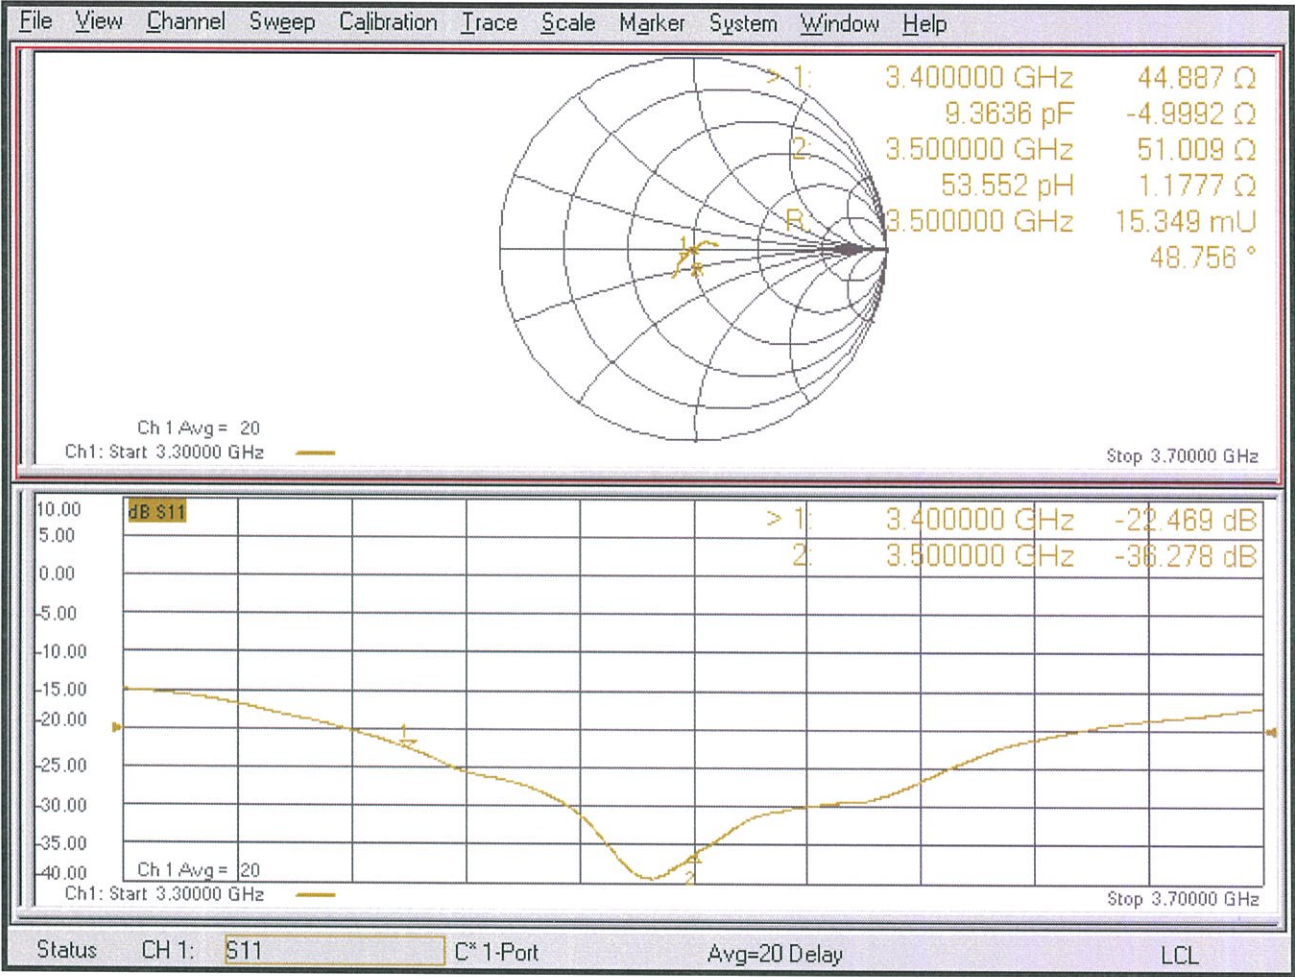 File View Channel Sweep Calibration Trace Scale Marker System Window Help
> 1: 3.400000 GHz 44.887 Ω
9.3636 pF -4.9992 Ω
2: 3.500000 GHz 51.009 Ω
53.552 pH 1.1777 Ω
R: 3.500000 GHz 15.349 mU
48.756 °
1
R
Ch 1 Avg = 20
Ch1: Start 3.30000 GHz
Stop 3.70000 GHz
10.00
dB S11
> 1: 3.400000 GHz -22.469 dB
5.00
2: 3.500000 GHz -36.278 dB
0.00
-5.00
-10.00
-15.00
-20.00
1
-25.00
-30.00
-35.00
-40.00
2
Ch 1 Avg = 20
Ch1: Start 3.30000 GHz
Stop 3.70000 GHz
Status CH 1: S11 C* 1-Port Avg=20 Delay LCL